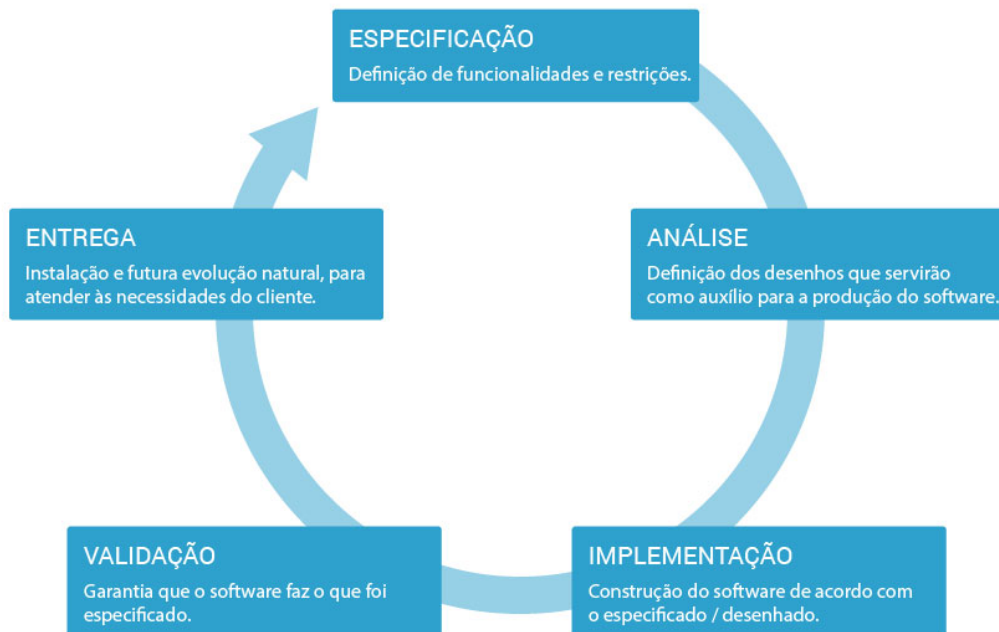 ESPECIFICAÇÃO
Definição de funcionalidades e restrições.
ANÁLISE
Definição dos desenhos que servirão
como auxílio para a produção do software.
IMPLEMENTAÇÃO
Construção do software de acordo com
o especificado / desenhado.
VALIDAÇÃO
Garantia que o software faz o que foi
especificado.
ENTREGA
Instalação e futura evolução natural, para
atender às necessidades do cliente.